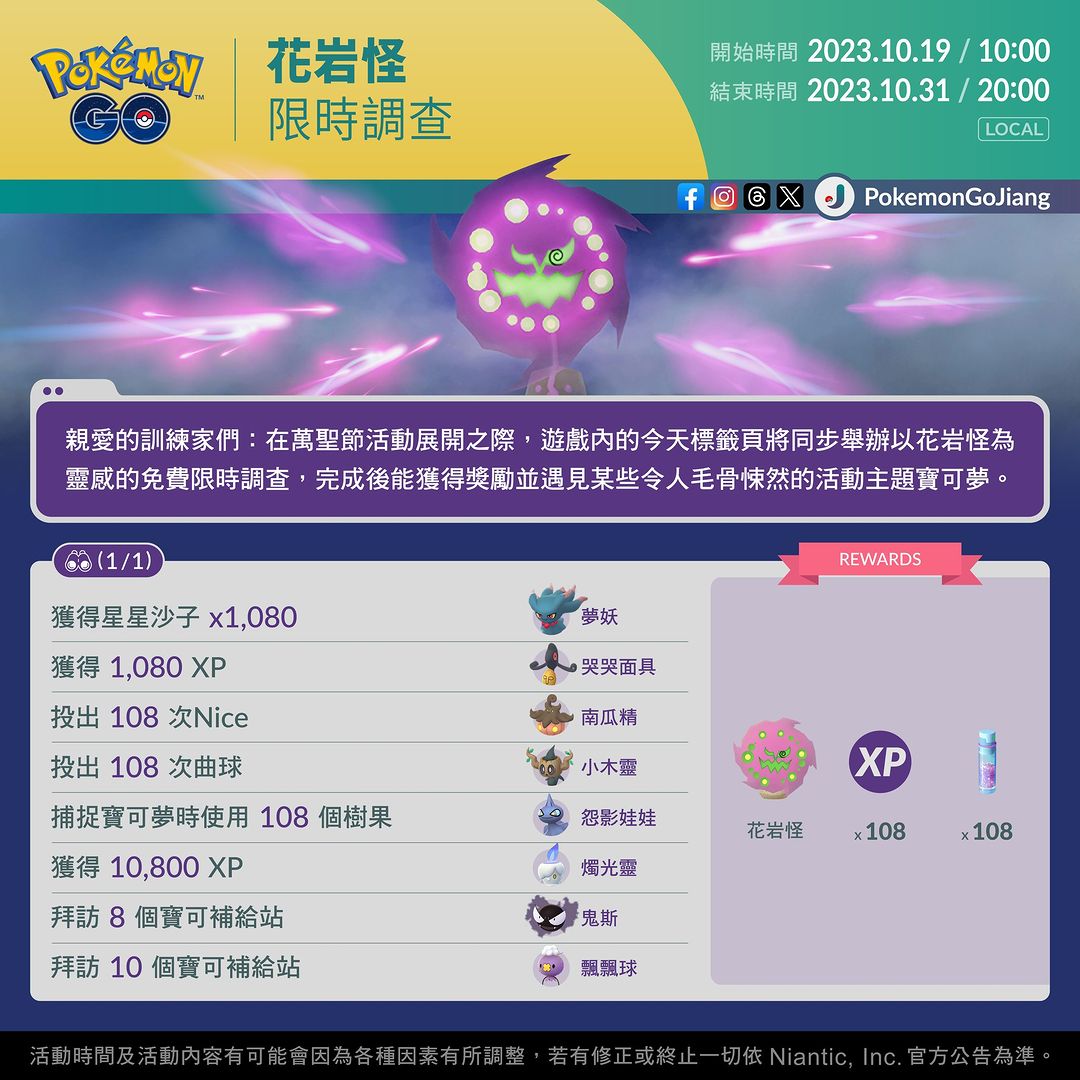 POKÉMON
GO
TM
花岩怪
限時調查
開始時間 2023.10.19 / 10:00
結束時間 2023.10.31 / 20:00
LOCAL
PokemonGoJiang
親愛的訓練家們：在萬聖節活動展開之際，遊戲內的今天標籤頁將同步舉辦以花岩怪為
靈感的免費限時調查，完成後能獲得獎勵並遇見某些令人毛骨悚然的活動主題寶可夢。
(1/1)
REWARDS
獲得星星沙子 x1,080 夢妖
獲得 1,080 XP 哭哭面具
投出 108 次Nice 南瓜精
投出 108 次曲球 小木靈
捕捉寶可夢時使用 108 個樹果 怨影娃娃
獲得 10,800 XP 燭光靈
拜訪 8 個寶可補給站 鬼斯
拜訪 10 個寶可補給站 飄飄球
XP
花岩怪 x108 x108
活動時間及活動內容有可能會因為各種因素有所調整，若有修正或終止一切依 Niantic, Inc. 官方公告為準。